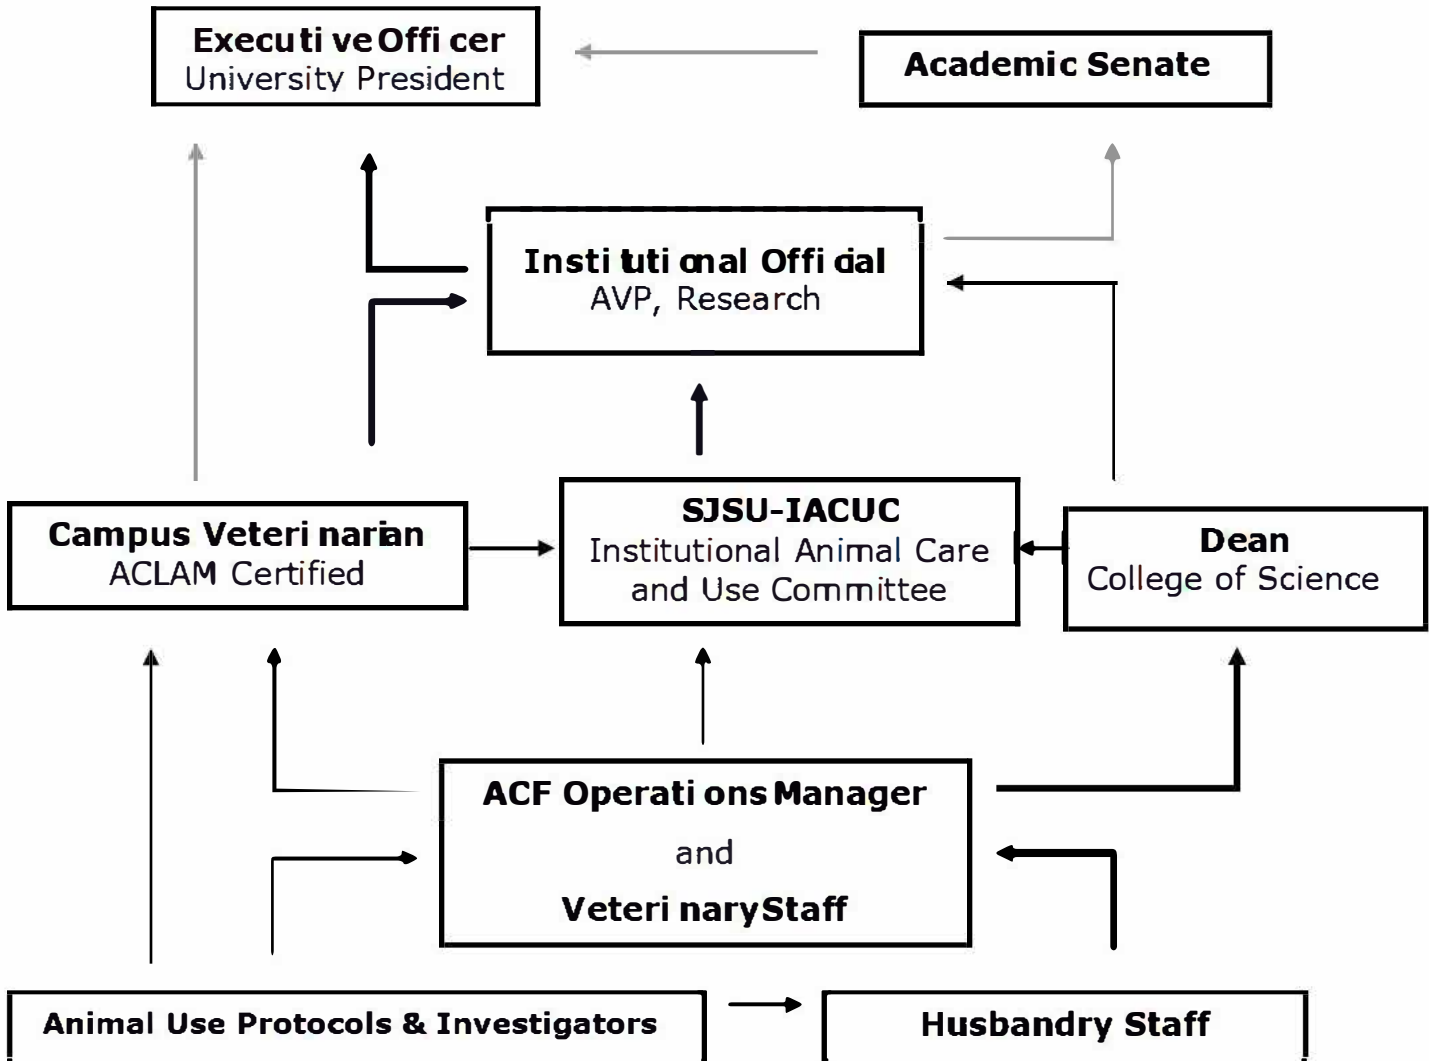 Executive Officer
University President
Academic Senate
Institutional Official
AVP, Research
Campus Veterinarian
ACLAM Certified
SJSU-IACUC
Institutional Animal Care
and Use Committee
Dean
College of Science
ACF Operations Manager
and
Veterinary Staff
Animal Use Protocols & Investigators
Husbandry Staff